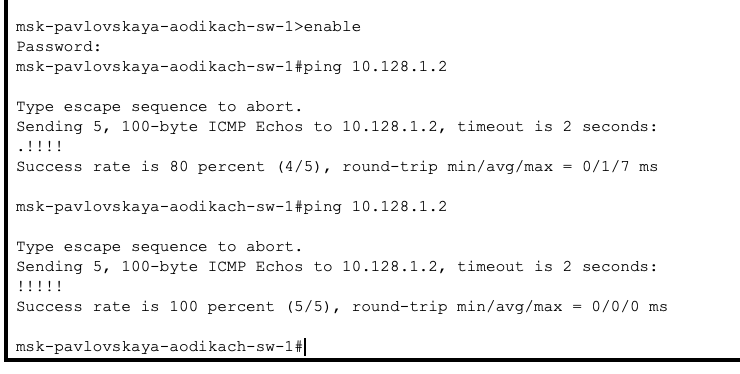 msk-pavlovskaya-aodikach-sw-1>enable
Password:
msk-pavlovskaya-aodikach-sw-1#ping 10.128.1.2
Type escape sequence to abort.
Sending 5, 100-byte ICMP Echos to 10.128.1.2, timeout is 2 seconds:
.!!!!
Success rate is 80 percent (4/5), round-trip min/avg/max = 0/1/7 ms
msk-pavlovskaya-aodikach-sw-1#ping 10.128.1.2
Type escape sequence to abort.
Sending 5, 100-byte ICMP Echos to 10.128.1.2, timeout is 2 seconds:
!!!!!
Success rate is 100 percent (5/5), round-trip min/avg/max = 0/0/0 ms
msk-pavlovskaya-aodikach-sw-1#